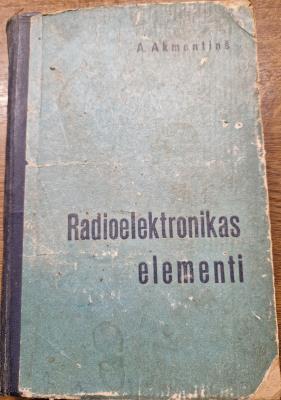 A. Akmentiņš
Radioelektronikas
elementi